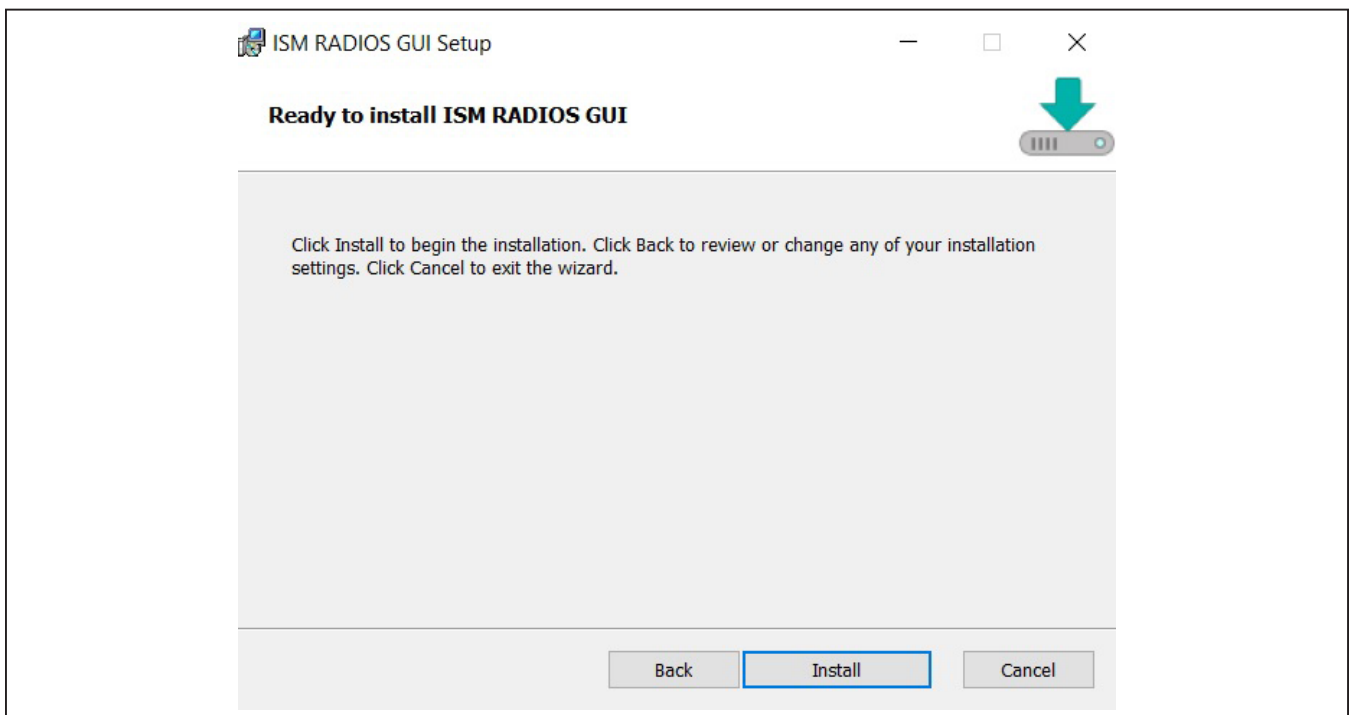 ISM RADIOS GUI Setup
Ready to install ISM RADIOS GUI
Click Install to begin the installation. Click Back to review or change any of your installation
settings. Click Cancel to exit the wizard.
Back Install Cancel